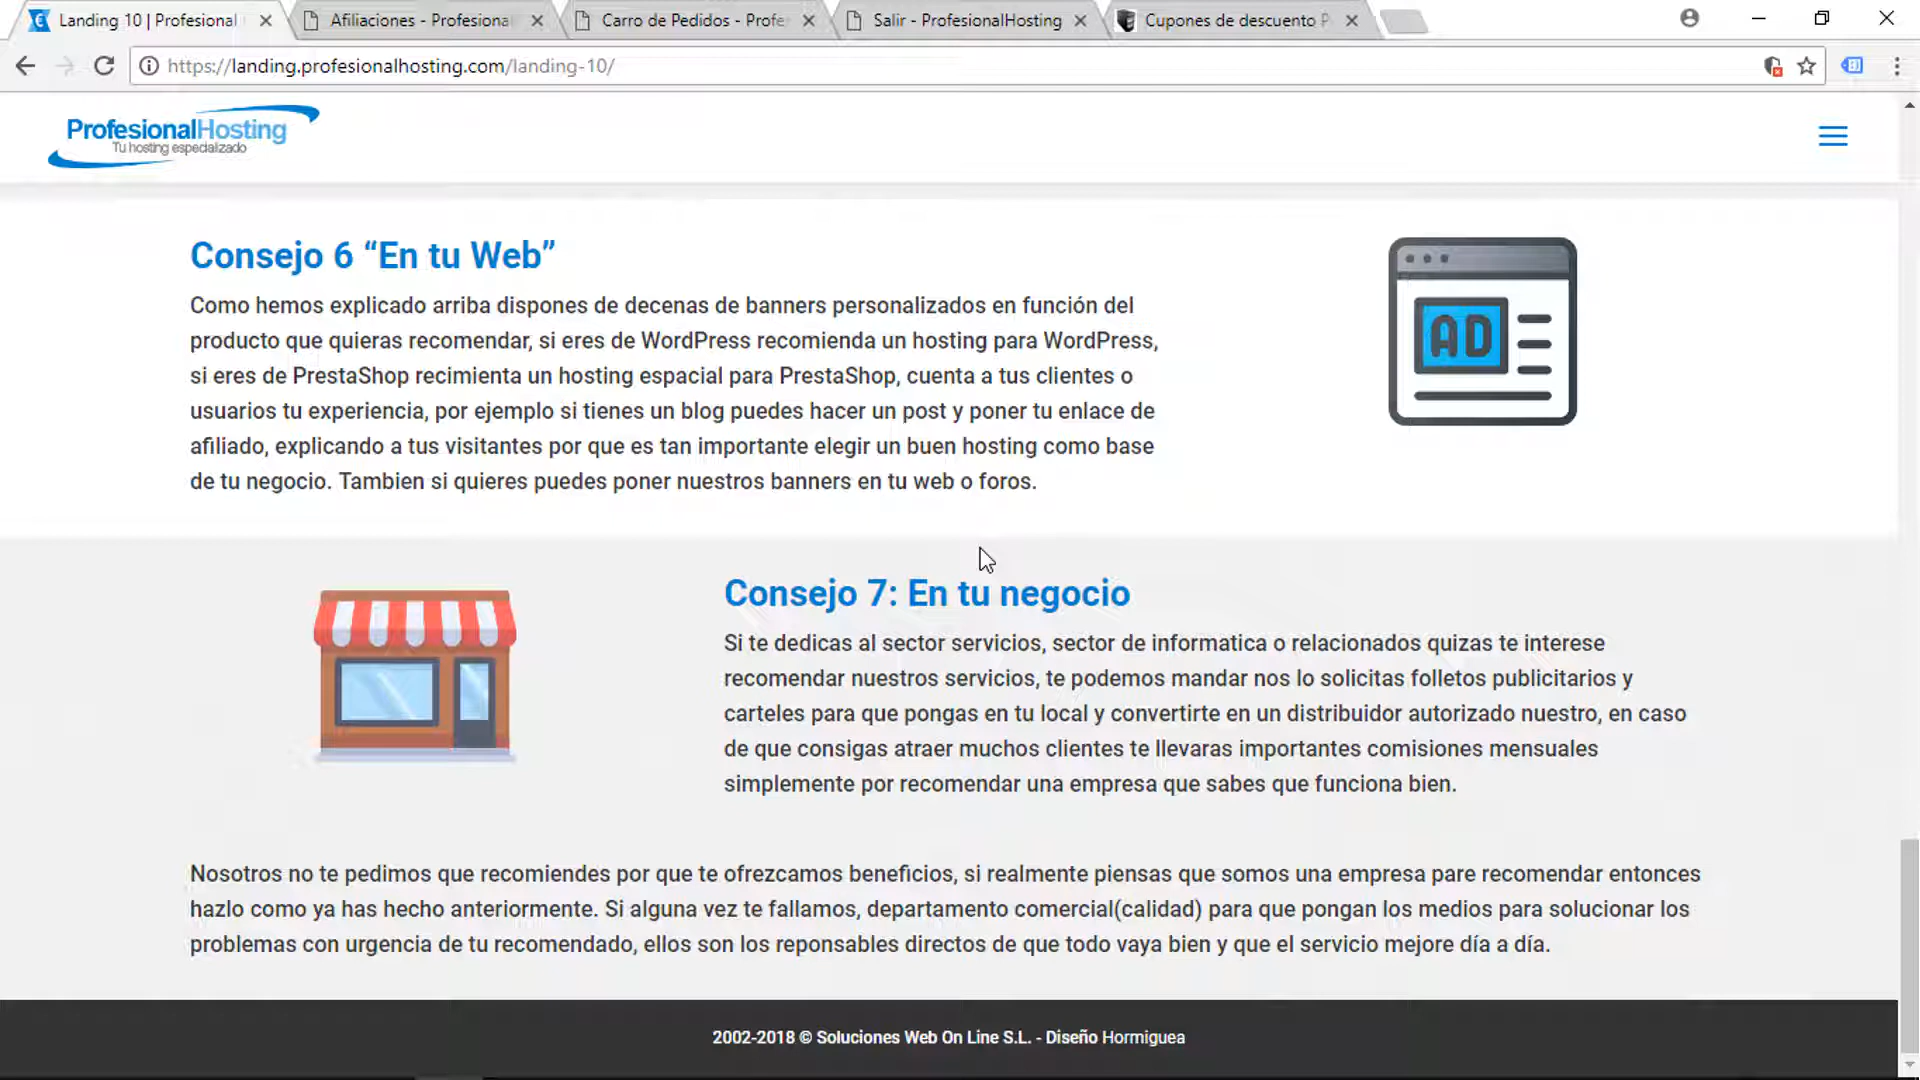 Landing 10 | Profesional
Afiliaciones - Profesiona
Carro de Pedidos - Profe
Salir - ProfesionalHosting
Cupones de descuento P
https://landing.profesionalhosting.com/landing-10/
ProfesionalHosting
Tu hosting especializado
Consejo 6 “En tu Web”
Como hemos explicado arriba dispones de decenas de banners personalizados en función del
producto que quieras recomendar, si eres de WordPress recomienda un hosting para WordPress,
si eres de PrestaShop recimienta un hosting espacial para PrestaShop, cuenta a tus clientes o
usuarios tu experiencia, por ejemplo si tienes un blog puedes hacer un post y poner tu enlace de
afiliado, explicando a tus visitantes por que es tan importante elegir un buen hosting como base
de tu negocio. Tambien si quieres puedes poner nuestros banners en tu web o foros.
AD
Consejo 7: En tu negocio
Si te dedicas al sector servicios, sector de informatica o relacionados quizas te interese
recomendar nuestros servicios, te podemos mandar nos lo solicitas folletos publicitarios y
carteles para que pongas en tu local y convertirte en un distribuidor autorizado nuestro, en caso
de que consigas atraer muchos clientes te llevaras importantes comisiones mensuales
simplemente por recomendar una empresa que sabes que funciona bien.
Nosotros no te pedimos que recomiendes por que te ofrezcamos beneficios, si realmente piensas que somos una empresa pare recomendar entonces
hazlo como ya has hecho anteriormente. Si alguna vez te fallamos, departamento comercial(calidad) para que pongan los medios para solucionar los
problemas con urgencia de tu recomendado, ellos son los reponsables directos de que todo vaya bien y que el servicio mejore día a día.
2002-2018 © Soluciones Web On Line S.L. - Diseño Hormiguea